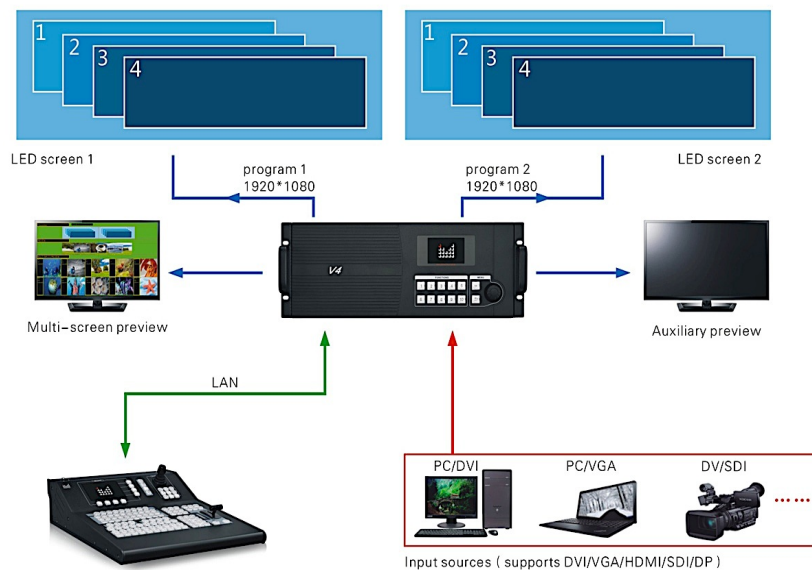 1
2
3
4
1
2
3
4
LED screen 1
program 1
1920*1080
program 2
1920*1080
LED screen 2
V4
Multi-screen preview
Auxiliary preview
LAN
PC/DVI
PC/VGA
DV/SDI
……
Input sources ( supports DVI/VGA/HDMI/SDI/DP )